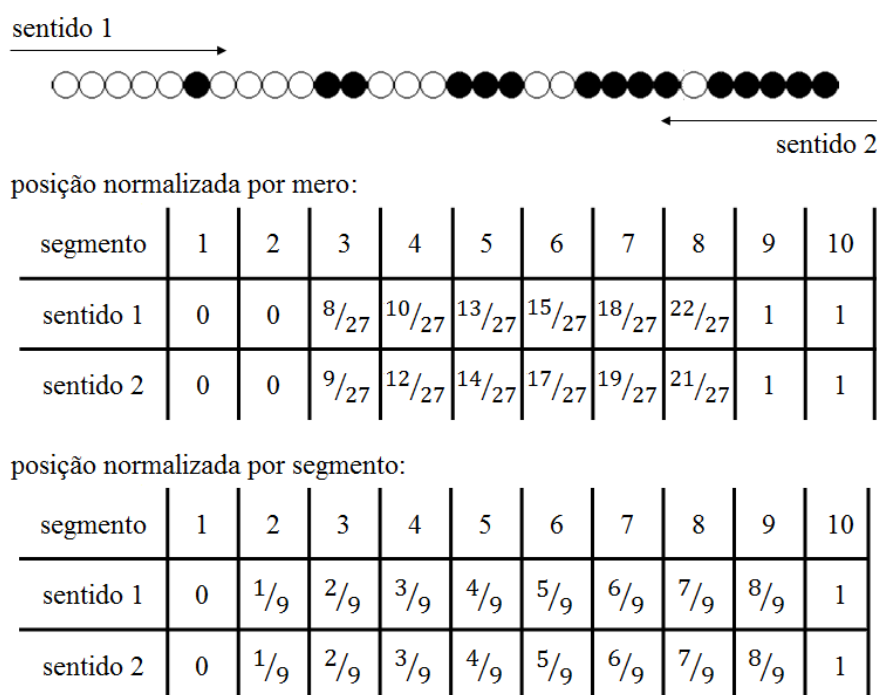 sentido 1
sentido 2
posição normalizada por mero:
segmento 1 2 3 4 5 6 7 8 9 10
sentido 1 0 0 8/27 10/27 13/27 15/27 18/27 22/27 1 1
sentido 2 0 0 9/27 12/27 14/27 17/27 19/27 21/27 1 1
posição normalizada por segmento:
segmento 1 2 3 4 5 6 7 8 9 10
sentido 1 0 1/9 2/9 3/9 4/9 5/9 6/9 7/9 8/9 1
sentido 2 0 1/9 2/9 3/9 4/9 5/9 6/9 7/9 8/9 1